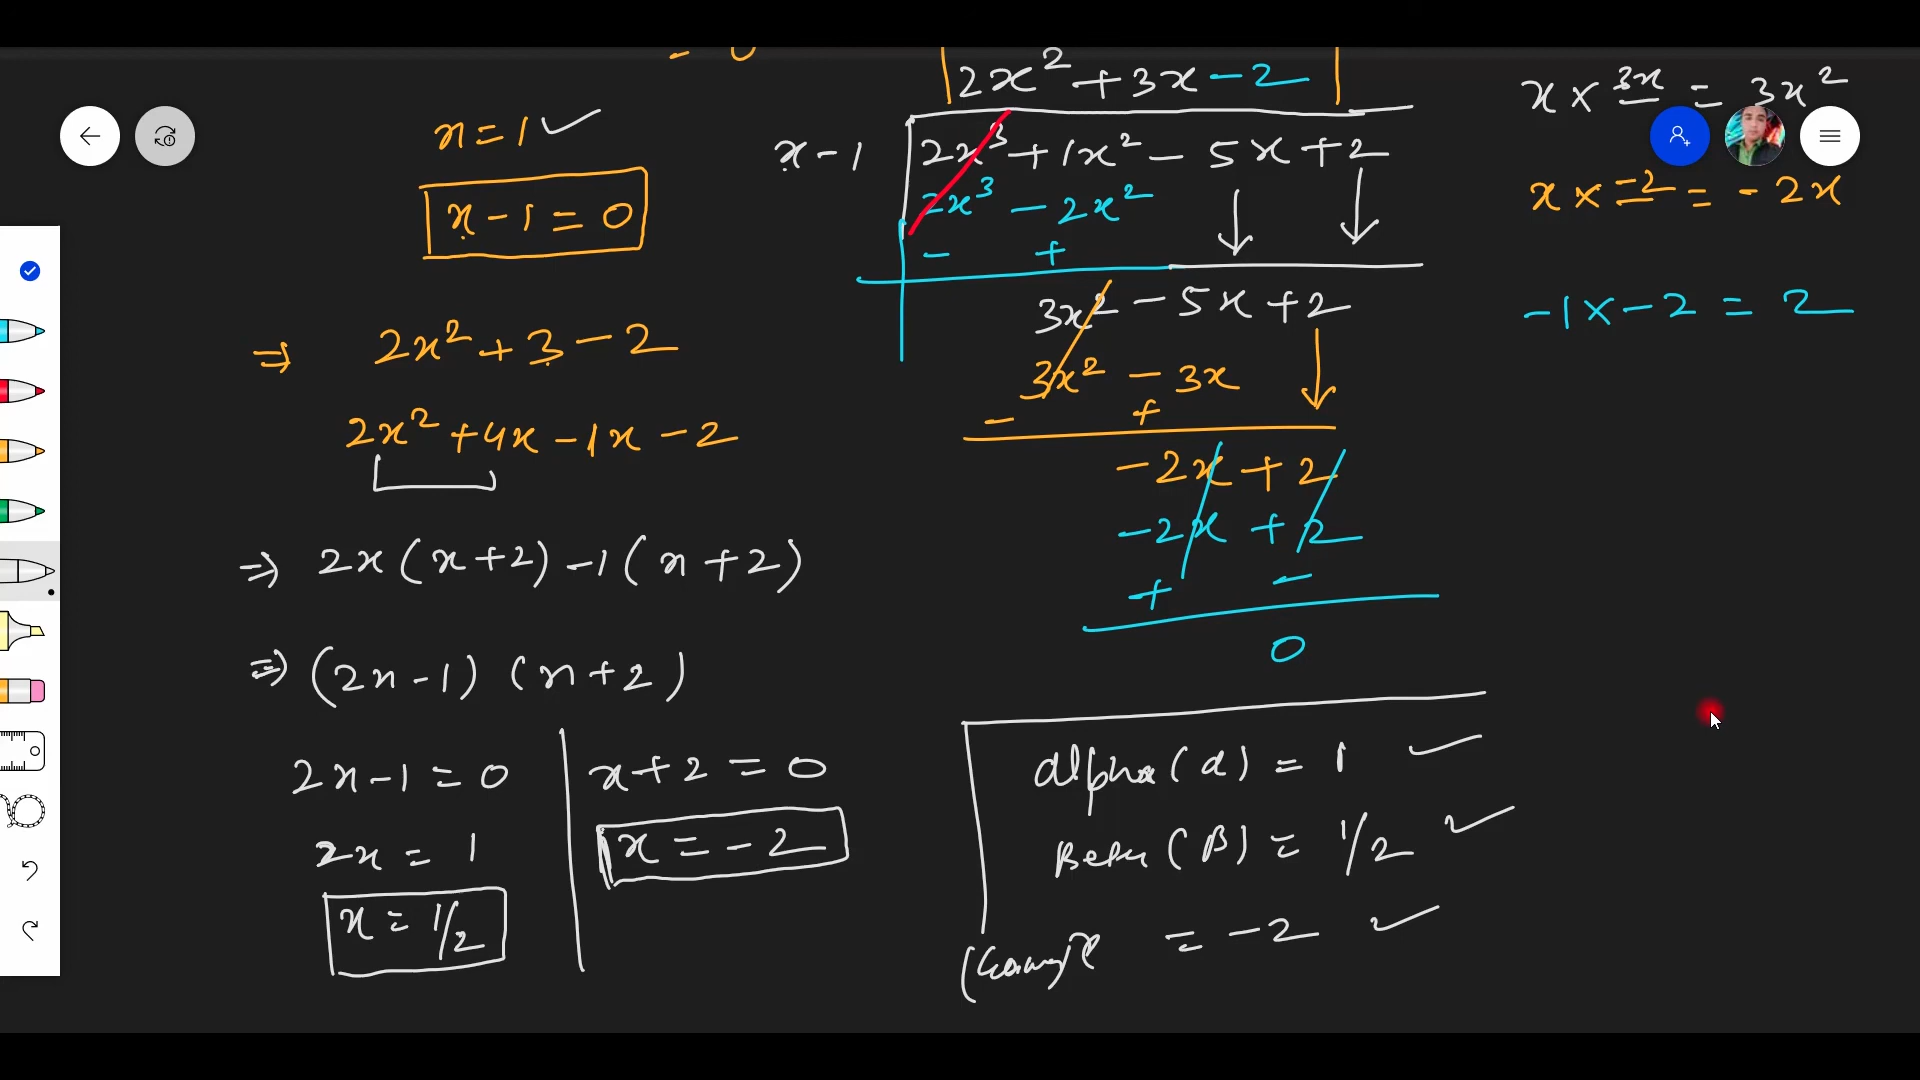 = 0
x = 1 ✓
x - 1 = 0
⇒ 2x² + 3 - 2
2x² + 4x - 1x - 2
⇒ 2x(x+2) -1(x+2)
⇒ (2x-1) (x+2)
2x - 1 = 0
2x = 1
x = 1/2
x + 2 = 0
x = -2
2x² + 3x - 2
x - 1
2x³ + 1x² - 5x + 2
2x³ - 2x²
- +
3x² - 5x + 2
3x² - 3x
- +
-2x + 2
-2x + 2
+ -
0
alpha (α) = 1 ✓
Beta (β) = 1/2 ✓
= -2 ✓
x × 3x = 3x²
x × -2 = -2x
-1 × -2 = 2